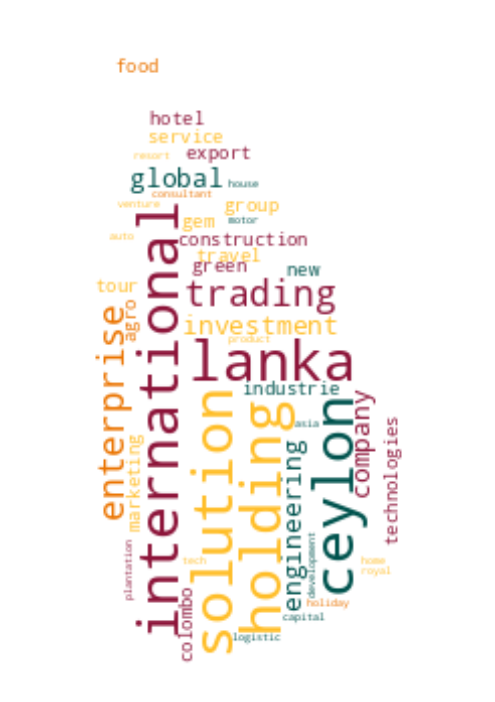 food
hotel
service
resort
export
global
house
consultant
venture
group
gem
motor
auto
construction
travel
green
new
tour
trading
agro
investment
product
lanka
industrie
international
enterprise
solution
holding
ceylon
company
asia
technologies
marketing
engineering
development
plantation
tech
home
royal
colombo
holiday
capital
logistic